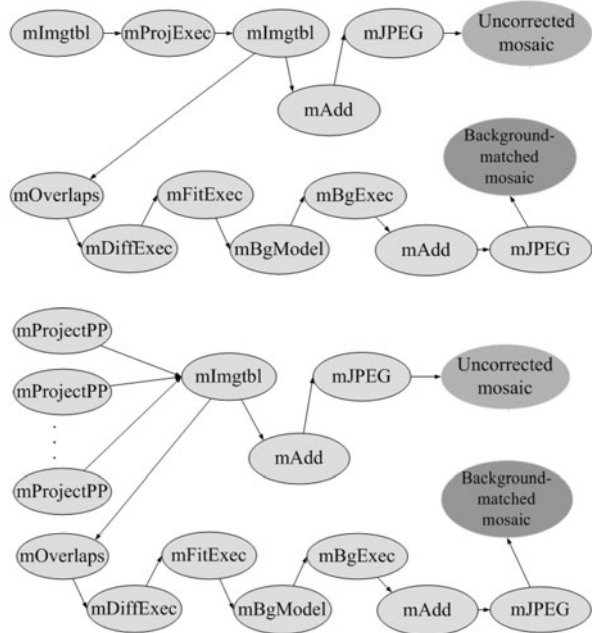 mImgtbl
mProjExec
mImgtbl
mJPEG
Uncorrected
mosaic
mAdd
Background-
matched
mosaic
mOverlaps
mFitExec
mBgExec
mDiffExec
mBgModel
mAdd
mJPEG
mProjectPP
mImgtbl
mJPEG
Uncorrected
mosaic
mProjectPP
mAdd
mProjectPP
Background-
matched
mosaic
mOverlaps
mFitExec
mBgExec
mDiffExec
mBgModel
mAdd
mJPEG